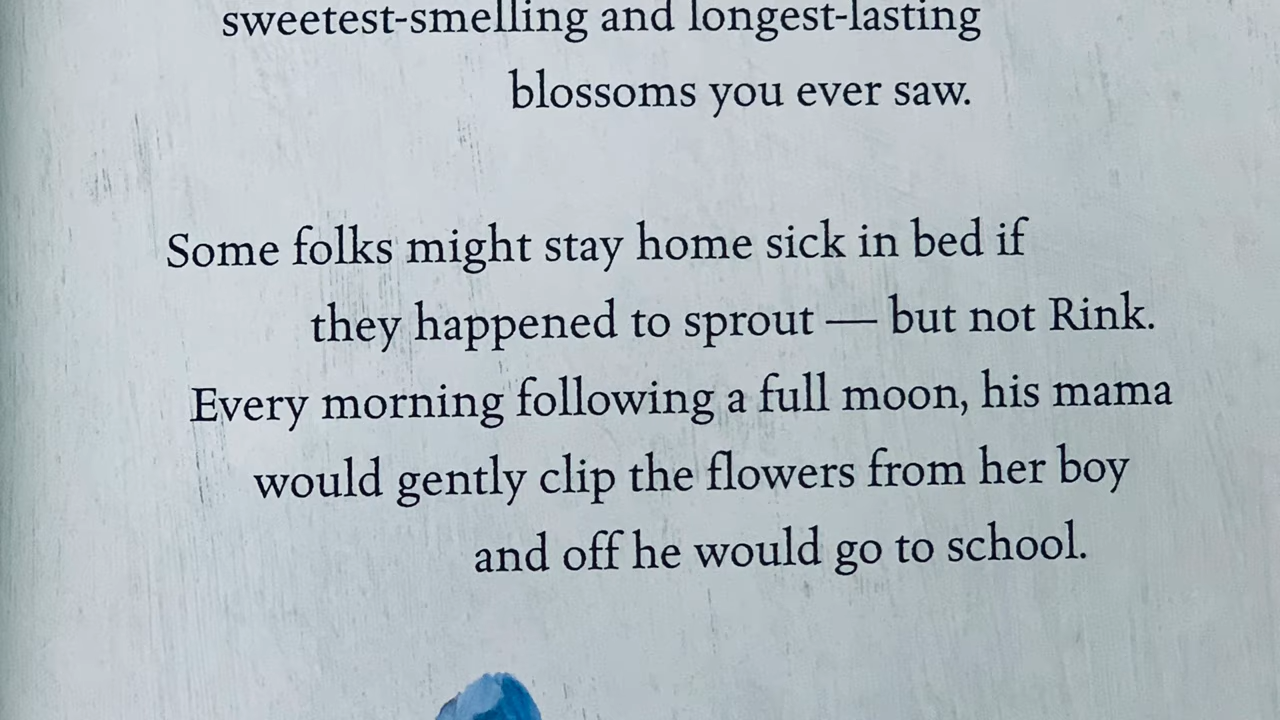 sweetest-smelling and longest-lasting
blossoms you ever saw.
Some folks might stay home sick in bed if
they happened to sprout — but not Rink.
Every morning following a full moon, his mama
would gently clip the flowers from her boy
and off he would go to school.